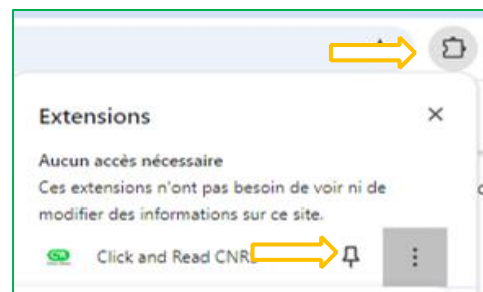 Extensions
Aucun accès nécessaire
Ces extensions n'ont pas besoin de voir ni de
modifier des informations sur ce site.
Click and Read CNRS